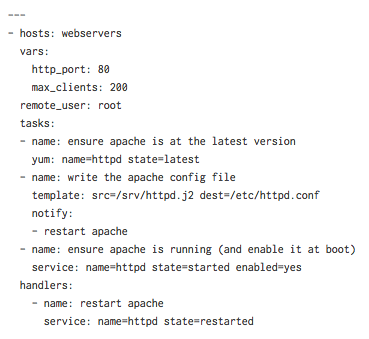 ---
- hosts: webservers
  vars:
    http_port: 80
    max_clients: 200
  remote_user: root
  tasks:
  - name: ensure apache is at the latest version
    yum: name=httpd state=latest
  - name: write the apache config file
    template: src=/srv/httpd.j2 dest=/etc/httpd.conf
    notify:
    - restart apache
  - name: ensure apache is running (and enable it at boot)
    service: name=httpd state=started enabled=yes
  handlers:
    - name: restart apache
      service: name=httpd state=restarted